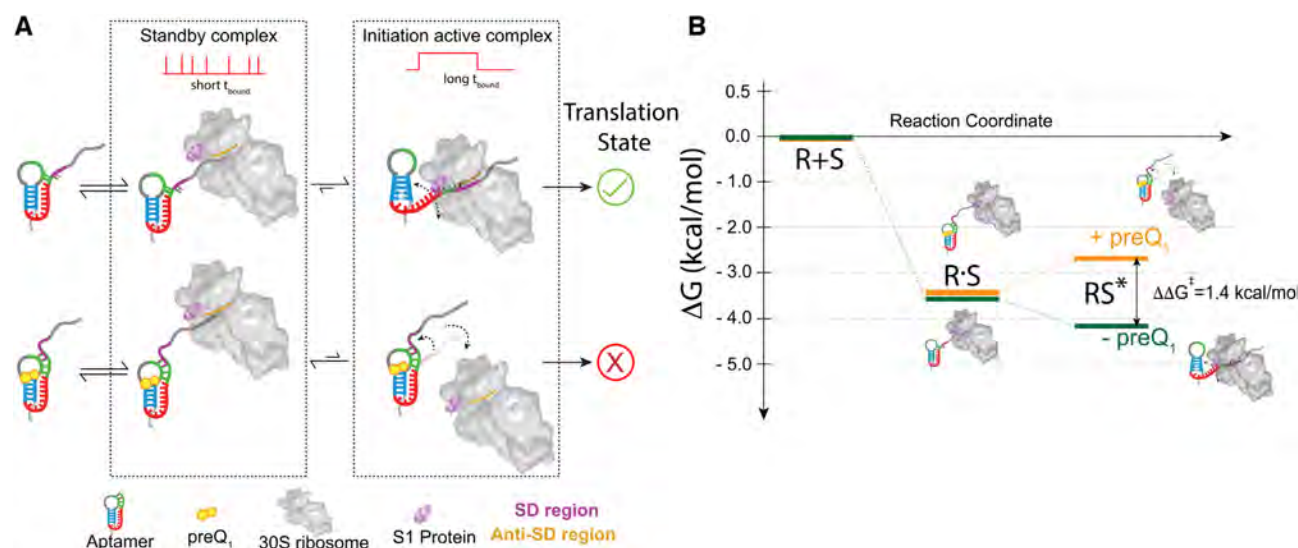 A
Standby complex
short t_bound
Initiation active complex
long t_bound
Translation
State
Aptamer
preQ₁
30S ribosome
S1 Protein
SD region
Anti-SD region
B
ΔG (kcal/mol)
0.5
0.0
- 1.0
- 2.0
- 3.0
- 4.0
- 5.0
Reaction Coordinate
R+S
R·S
+ preQ₁
RS*
ΔΔG‡=1.4 kcal/mol
- preQ₁